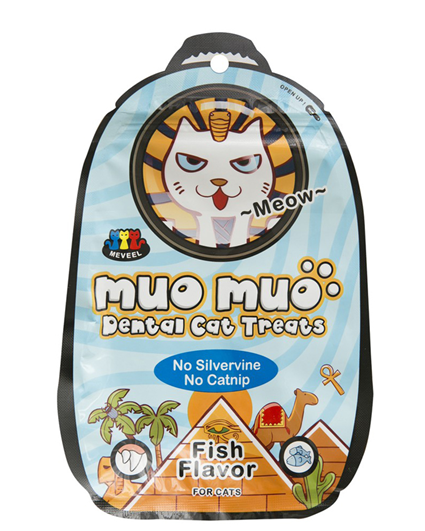 OPEN UP!
~Meow~
MEVEEL
muo muo
Dental Cat Treats
No Silvervine
No Catnip
Fish
Flavor
FOR CATS